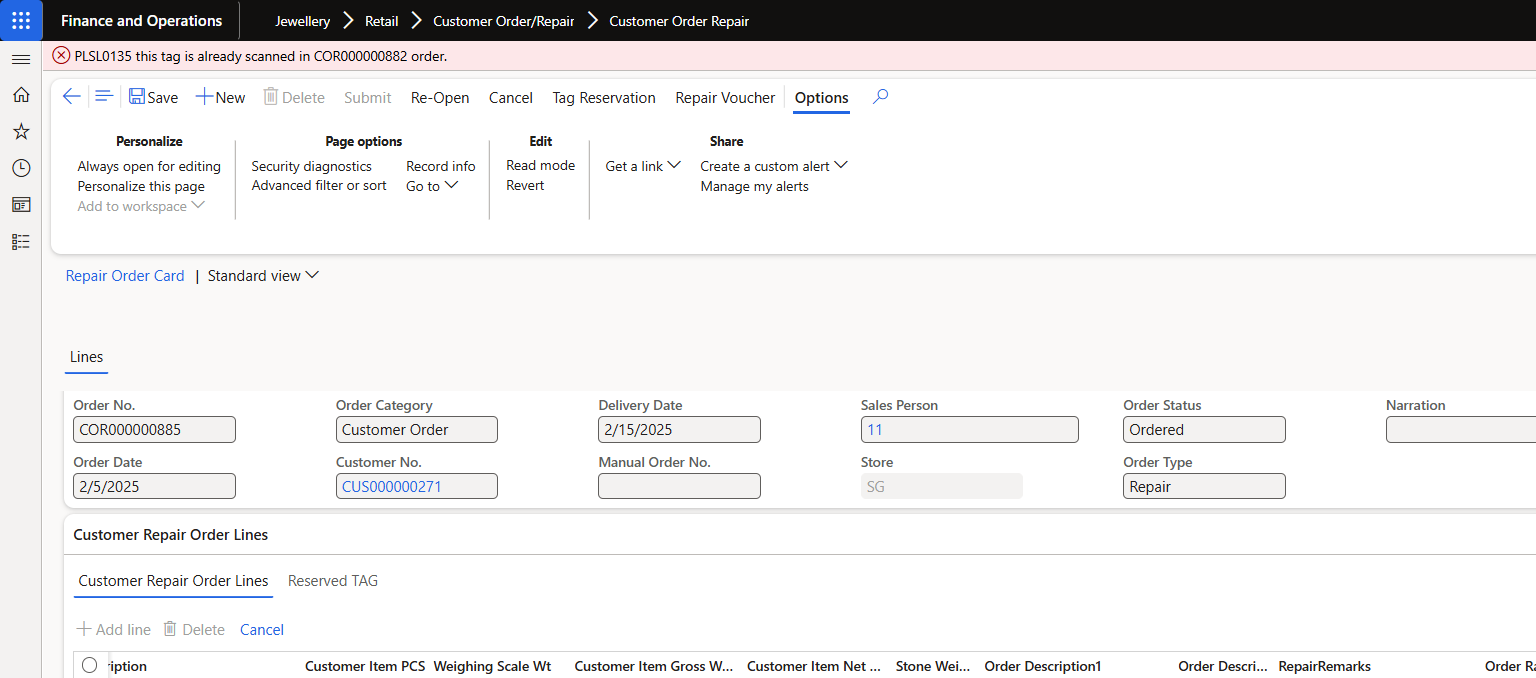 Finance and Operations Jewellery Retail Customer Order/Repair Customer Order Repair
PLSL0135 this tag is already scanned in COR000000882 order.
Save New Delete Submit Re-Open Cancel Tag Reservation Repair Voucher Options
Personalize Page options Edit Share
Always open for editing Security diagnostics Record info Read mode Get a link Create a custom alert
Personalize this page Advanced filter or sort Go to Revert Manage my alerts
Add to workspace
Repair Order Card | Standard view
Lines
Order No. Order Category Delivery Date Sales Person Order Status Narration
COR000000885 Customer Order 2/15/2025 11 Ordered
Order Date Customer No. Manual Order No. Store Order Type
2/5/2025 CUS000000271 SG Repair
Customer Repair Order Lines
Customer Repair Order Lines Reserved TAG
Add line Delete Cancel
ription Customer Item PCS Weighing Scale Wt Customer Item Gross W... Customer Item Net ... Stone Wei... Order Description1 Order Descri... RepairRemarks Order Ra